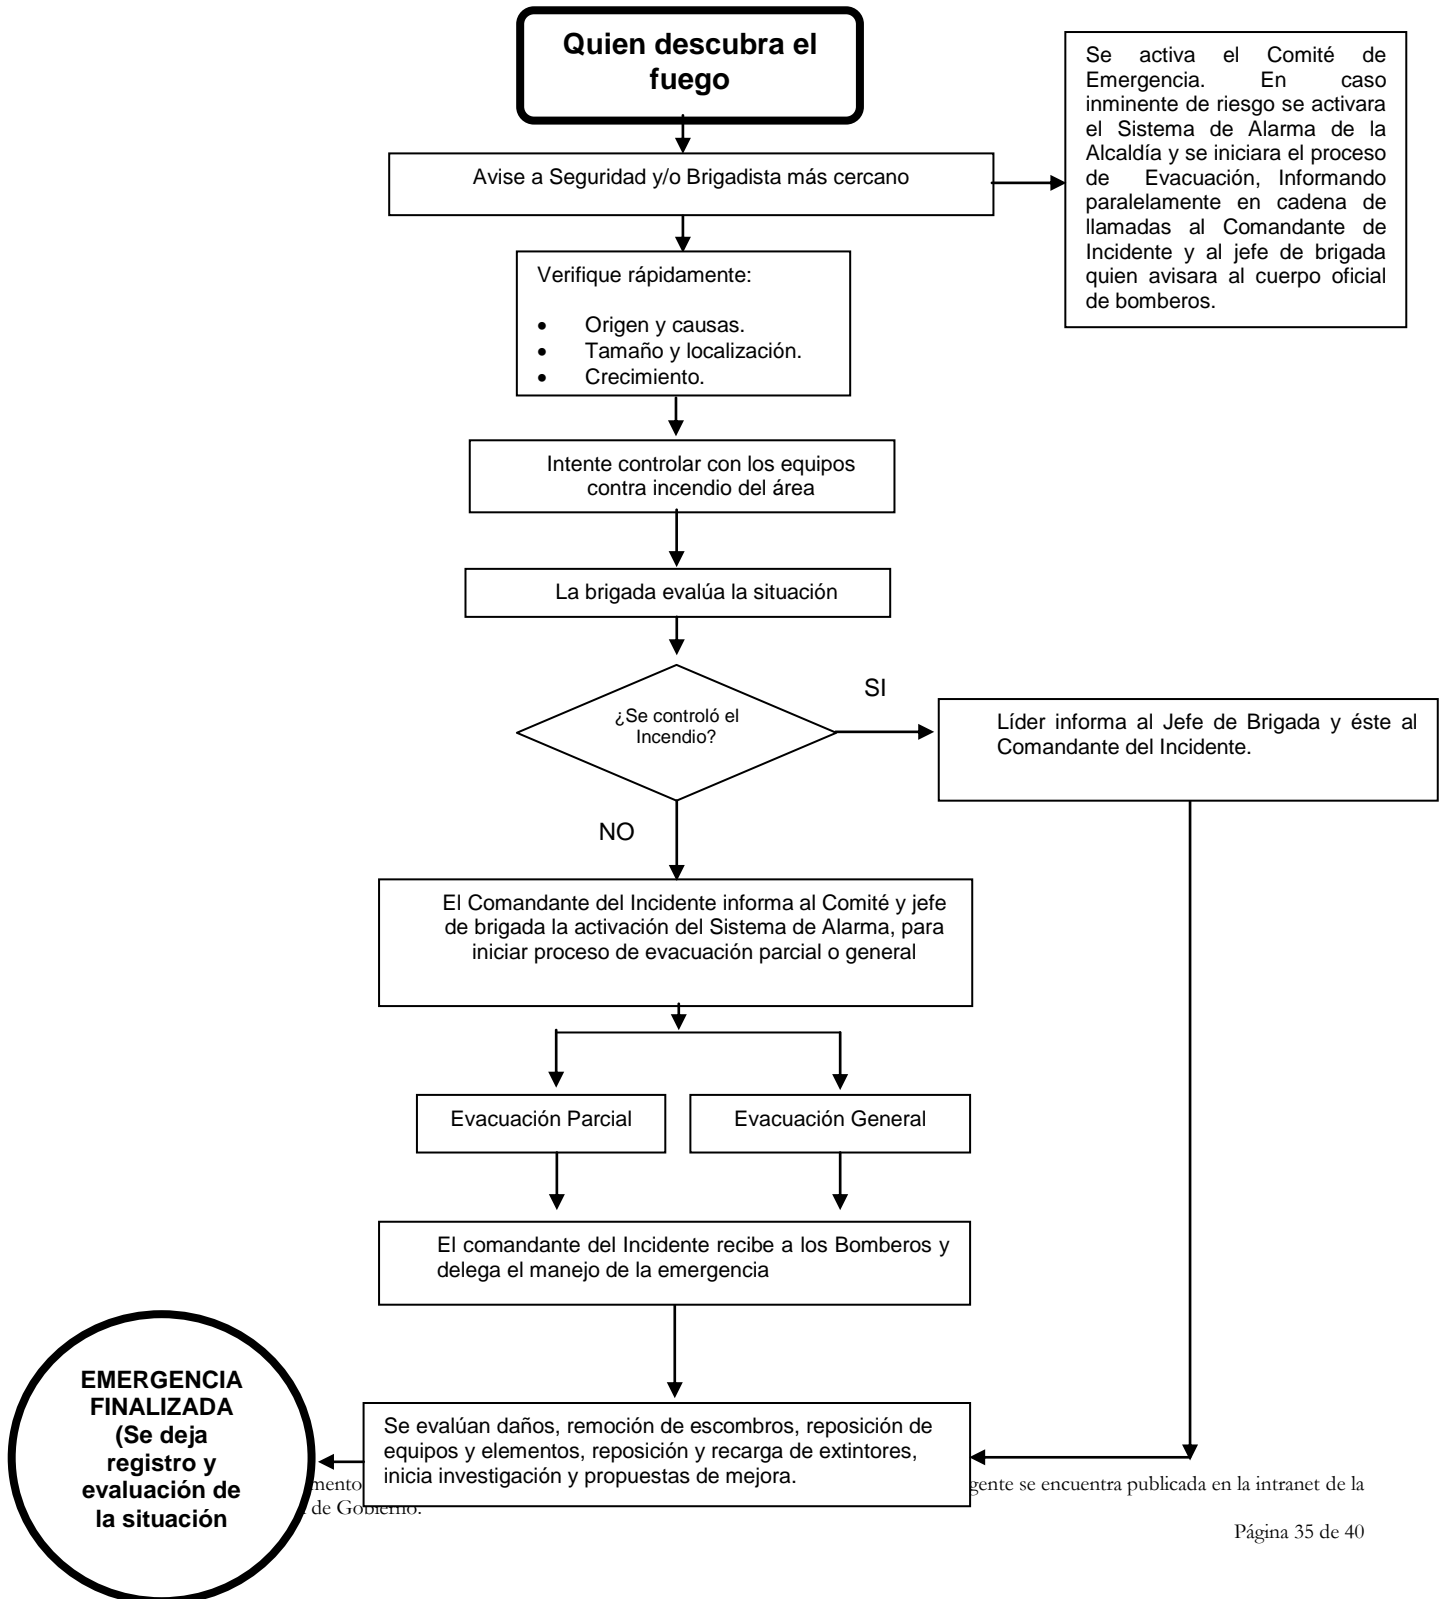 Quien descubra el
fuego
Se activa el Comité de
Emergencia. En caso
inminente de riesgo se activara
el Sistema de Alarma de la
Alcaldía y se iniciara el proceso
de Evacuación, Informando
paralelamente en cadena de
llamadas al Comandante de
Incidente y al jefe de brigada
quien avisara al cuerpo oficial
de bomberos.
Avise a Seguridad y/o Brigadista más cercano
Verifique rápidamente:
• Origen y causas.
• Tamaño y localización.
• Crecimiento.
Intente controlar con los equipos
contra incendio del área
La brigada evalúa la situación
¿Se controló el
Incendio?
SI
Líder informa al Jefe de Brigada y éste al
Comandante del Incidente.
NO
El Comandante del Incidente informa al Comité y jefe
de brigada la activación del Sistema de Alarma, para
iniciar proceso de evacuación parcial o general
Evacuación Parcial
Evacuación General
El comandante del Incidente recibe a los Bomberos y
delega el manejo de la emergencia
Se evalúan daños, remoción de escombros, reposición de
equipos y elementos, reposición y recarga de extintores,
inicia investigación y propuestas de mejora.
EMERGENCIA
FINALIZADA
(Se deja
registro y
evaluación de
la situación
mento gente se encuentra publicada en la intranet de la
de Gobierno.
Página 35 de 40